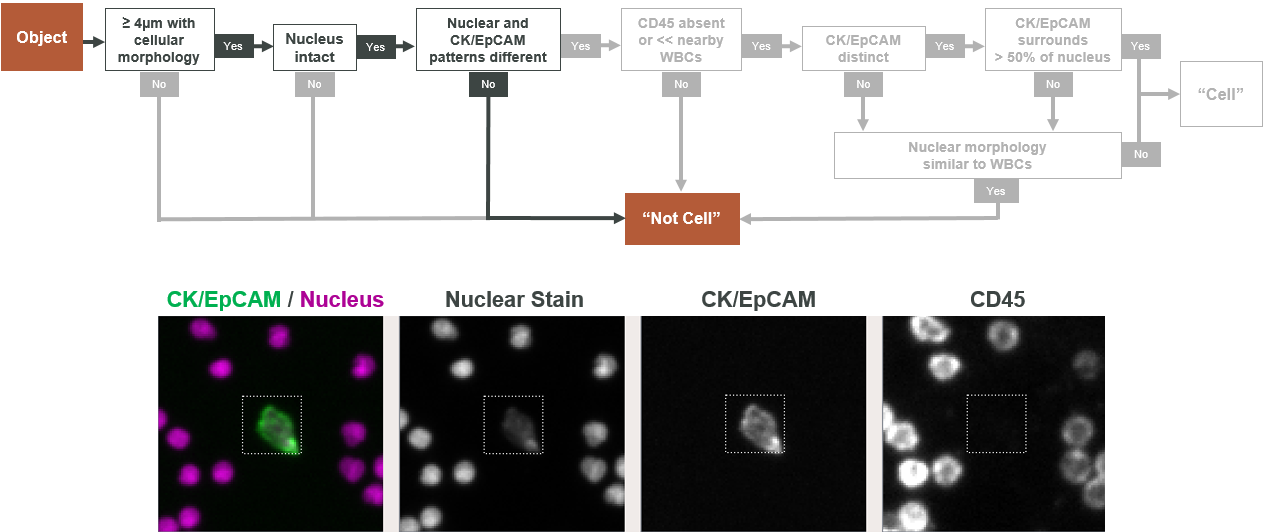 Object
≥ 4µm with
cellular
morphology
Yes
No
Nucleus
intact
Yes
No
Nuclear and
CK/EpCAM
patterns different
Yes
No
CD45 absent
or << nearby
WBCs
Yes
No
CK/EpCAM
distinct
Yes
No
CK/EpCAM
surrounds
> 50% of nucleus
Yes
No
“Cell”
Nuclear morphology
similar to WBCs
No
Yes
“Not Cell”
CK/EpCAM / Nucleus
Nuclear Stain
CK/EpCAM
CD45